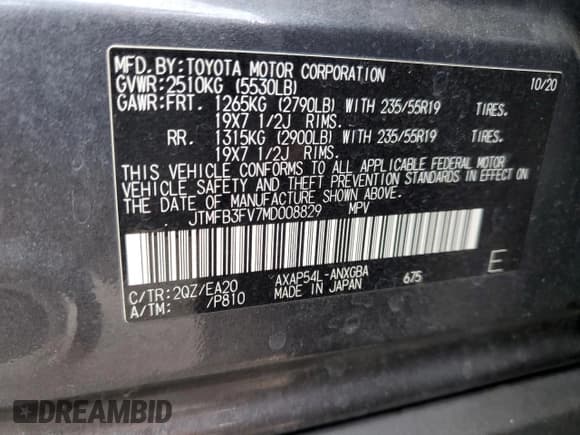 MFD.BY:TOYOTA MOTOR CORPORATION 10/20
GVWR:2510KG (5530LB)
GAWR:FRT. 1265KG (2790LB) WITH 235/55R19 TIRES.
19X7 1/2J RIMS.
RR. 1315KG (2900LB) WITH 235/55R19 TIRES.
19X7 1/2J RIMS.
THIS VEHICLE CONFORMS TO ALL APPLICABLE FEDERAL MOTOR
VEHICLE SAFETY AND THEFT PREVENTION STANDARDS IN EFFECT ON
THE DATE OF MANUFACTURE SHOWN ABOVE.
JTMFB3FV7MD008829 MPV
C/TR:2QZ/EA20 AXAP54L-ANXGBA 675 E
A/TM: /P810 MADE IN JAPAN
DREAMBID